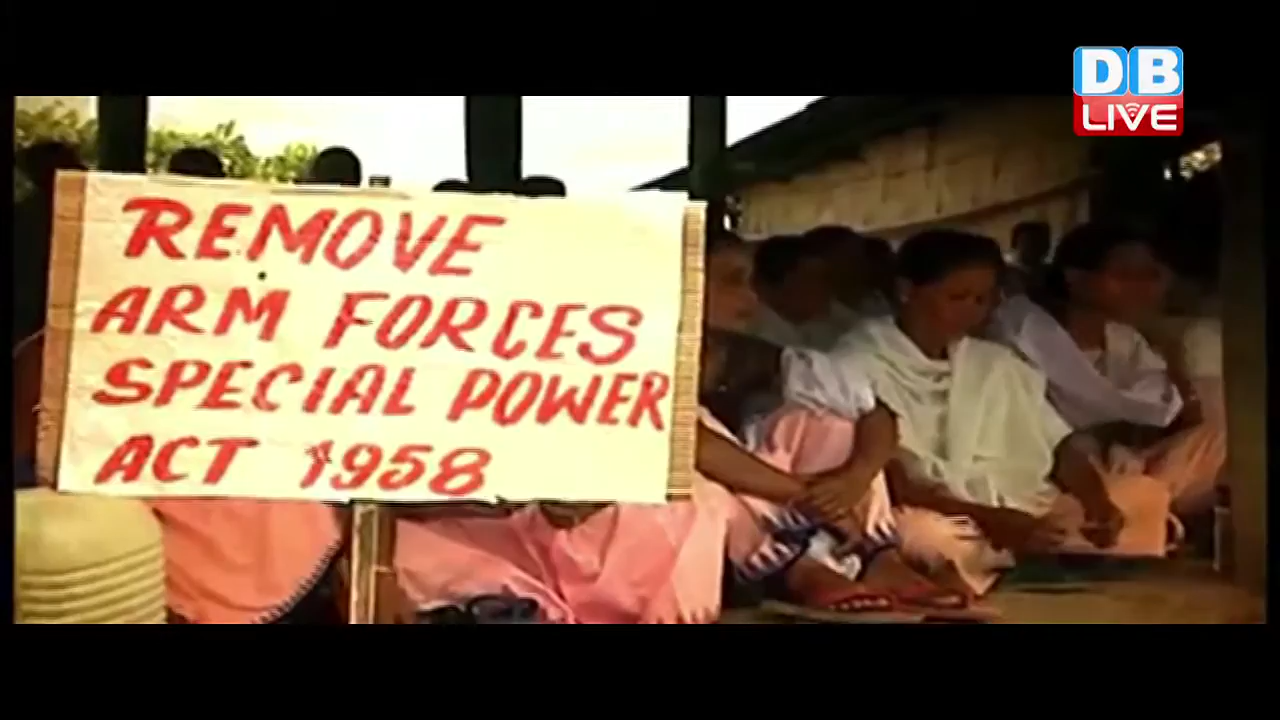 DB
LIVE
REMOVE
ARM FORCES
SPECIAL POWER
ACT 1958